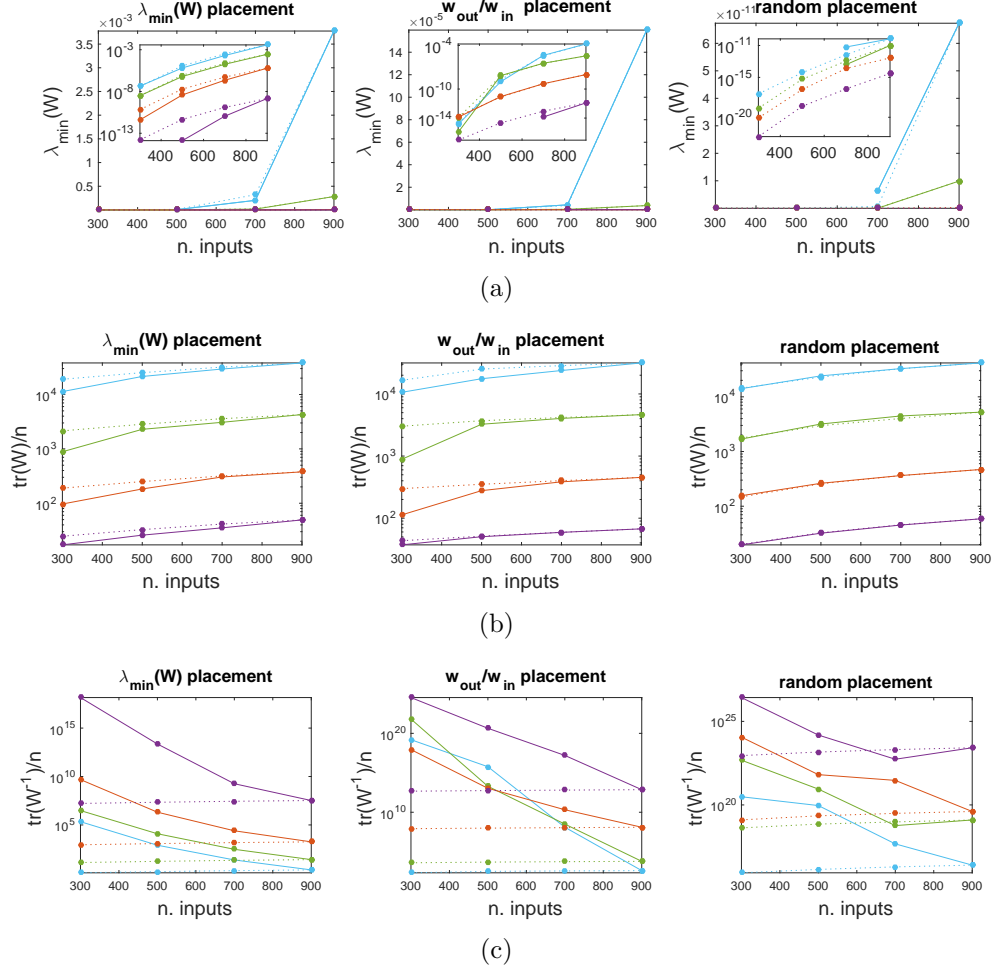 λmin(W) placement
wout/win placement
random placement
×10-3
×10-5
×10-11
λmin(W)
3.5
3
2.5
2
1.5
1
0.5
10-3
10-8
10-13
400 600 800
300 400 500 600 700 800 900
n. inputs
λmin(W)
16
14
12
10
8
6
4
2
10-4
10-10
10-14
400 600 800
300 400 500 600 700 800 900
n. inputs
λmin(W)
6
5
4
3
2
1
10-11
10-15
10-20
400 600 800
300 400 500 600 700 800 900
n. inputs
(a)
λmin(W) placement
wout/win placement
random placement
tr(W)/n
104
103
102
300 400 500 600 700 800 900
n. inputs
tr(W)/n
104
103
102
300 400 500 600 700 800 900
n. inputs
tr(W)/n
104
103
102
300 400 500 600 700 800 900
n. inputs
(b)
λmin(W) placement
wout/win placement
random placement
tr(W-1)/n
1015
1010
105
300 400 500 600 700 800 900
n. inputs
tr(W-1)/n
1020
1010
300 400 500 600 700 800 900
n. inputs
tr(W-1)/n
1025
1020
300 400 500 600 700 800 900
n. inputs
(c)